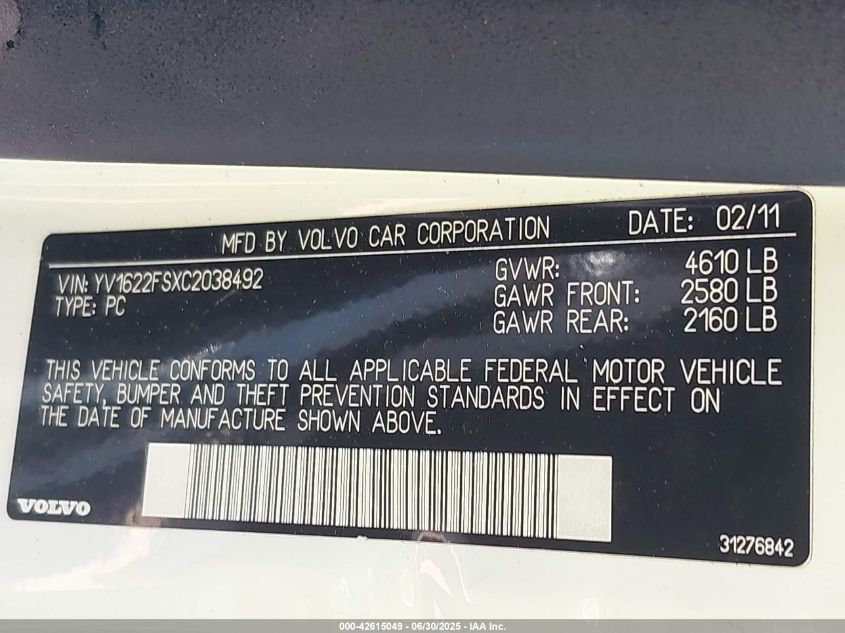 MFD BY VOLVO CAR CORPORATION DATE: 02/11
VIN: YV1622FSXC2038492 GVWR: 4610 LB
TYPE: PC GAWR FRONT: 2580 LB
GAWR REAR: 2160 LB
THIS VEHICLE CONFORMS TO ALL APPLICABLE FEDERAL MOTOR VEHICLE
SAFETY, BUMPER AND THEFT PREVENTION STANDARDS IN EFFECT ON
THE DATE OF MANUFACTURE SHOWN ABOVE.
VOLVO
31276842
000-42615049 - 06/30/2025 - IAA Inc.